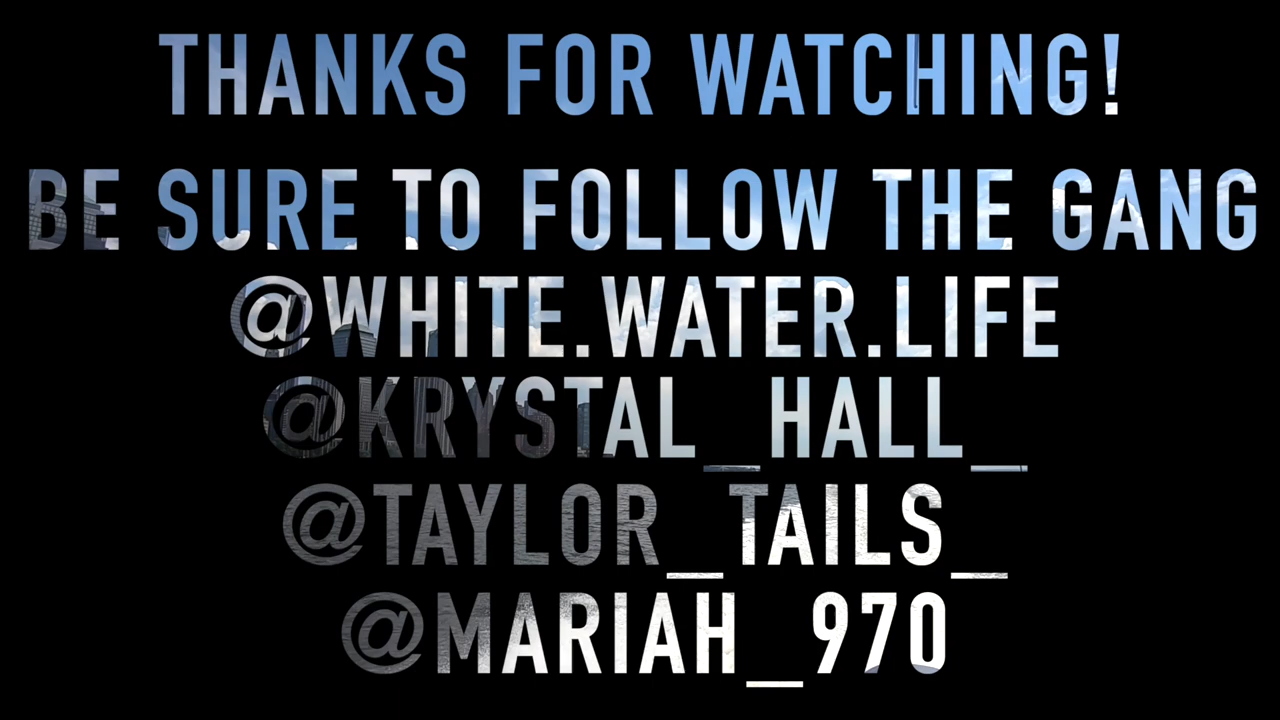 THANKS FOR WATCHING!
BE SURE TO FOLLOW THE GANG
@WHITE.WATER.LIFE
@KRYSTAL_HALL_
@TAYLOR_TAILS_
@MARIAH_970